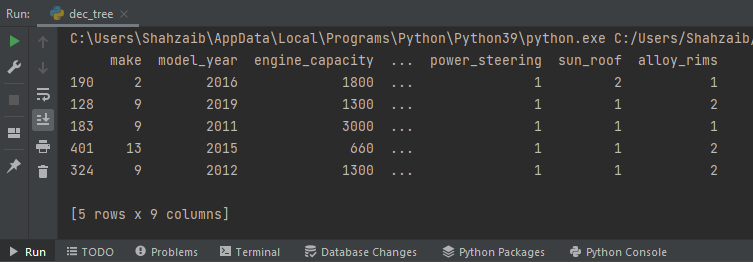 Run: dec_tree
C:\Users\Shahzaib\AppData\Local\Programs\Python\Python39\python.exe C:/Users/Shahzaib/
make model_year engine_capacity ... power_steering sun_roof alloy_rims
190 2 2016 1800 ... 1 2 1
128 9 2019 1300 ... 1 1 2
183 9 2011 3000 ... 1 1 1
401 13 2015 660 ... 1 1 2
324 9 2012 1300 ... 1 1 2
[5 rows x 9 columns]
Run TODO Problems Terminal Database Changes Python Packages Python Console